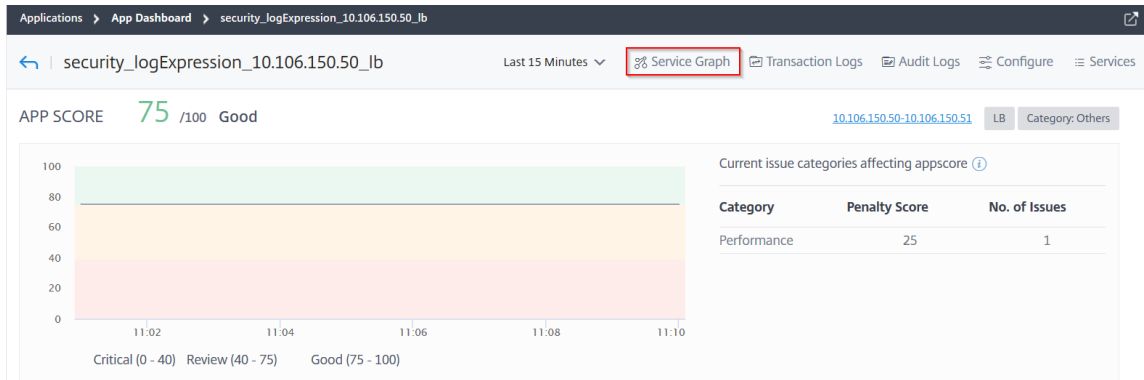 Applications > App Dashboard > security_logExpression_10.106.150.50_lb
security_logExpression_10.106.150.50_lb
Last 15 Minutes
Service Graph
Transaction Logs
Audit Logs
Configure
Services
APP SCORE 75 /100 Good
10.106.150.50-10.106.150.51
LB
Category: Others
100
80
60
40
20
0
11:02
11:04
11:06
11:08
11:10
Critical (0 - 40) Review (40 - 75) Good (75 - 100)
Current issue categories affecting appscore
Category Penalty Score No. of Issues
Performance 25 1